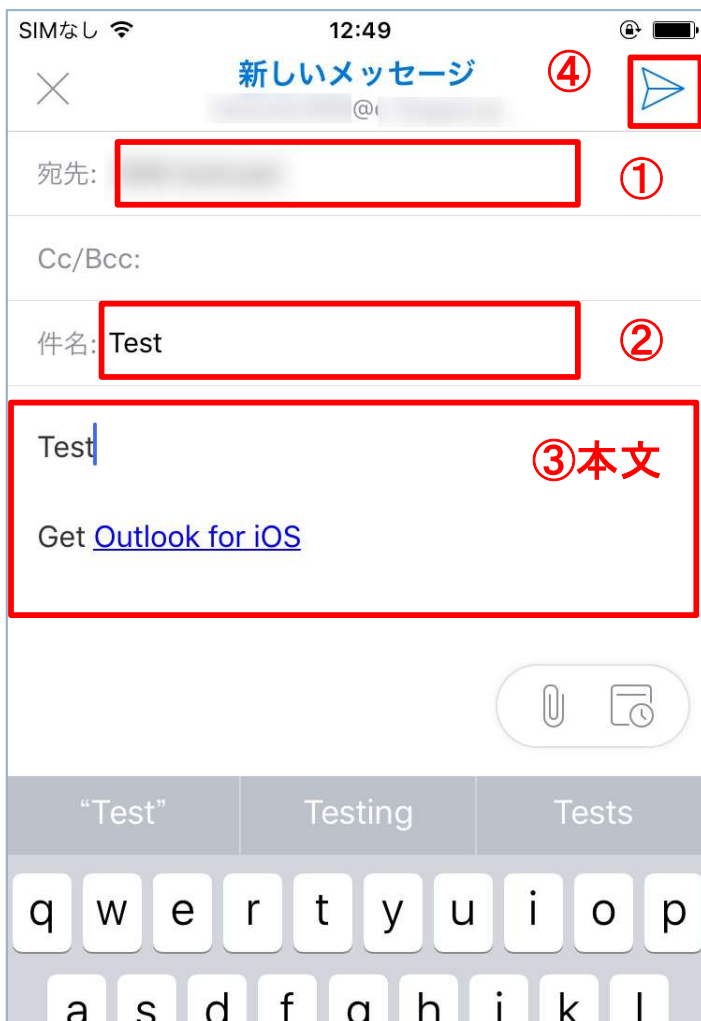 SIMなし 12:49
新しいメッセージ ④
@
宛先: ①
Cc/Bcc:
件名: Test ②
Test
③本文
Get Outlook for iOS
“Test” Testing Tests
q w e r t y u i o p
a s d f g h j k l